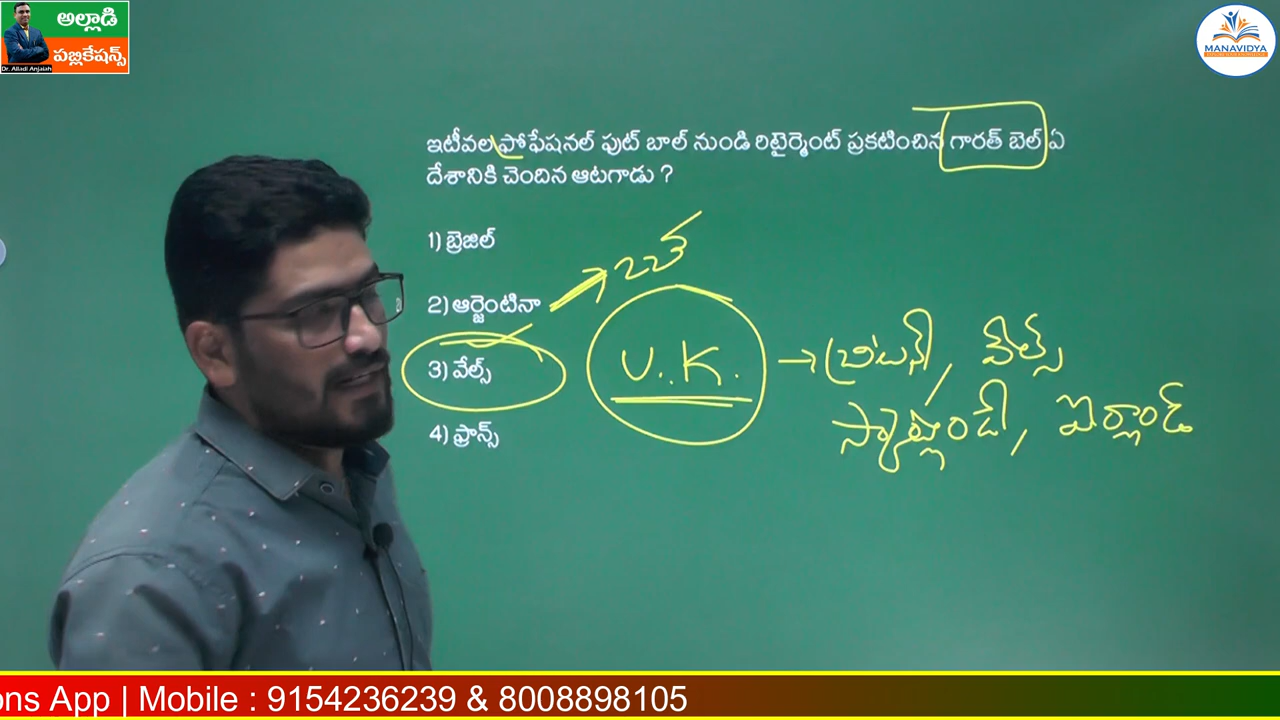 అల్లాడి
పబ్లికేషన్స్
Dr. Alladi Anjaiah
MANAVIDYA
ఇటీవల ఫ్రోఫేషనల్ ఫుట్ బాల్ నుండి రిటైర్మెంట్ ప్రకటించిన గారత్ బెల్ ఏ
దేశానికి చెందిన ఆటగాడు ?
1) బ్రెజిల్
2) ఆర్జెంటినా
3) వేల్స్
4) ఫ్రాన్స్
U.K.
బ్రిటన్, వేల్స్
స్కాట్లండ్, ఐర్లాండ్
ons App | Mobile : 9154236239 & 8008898105